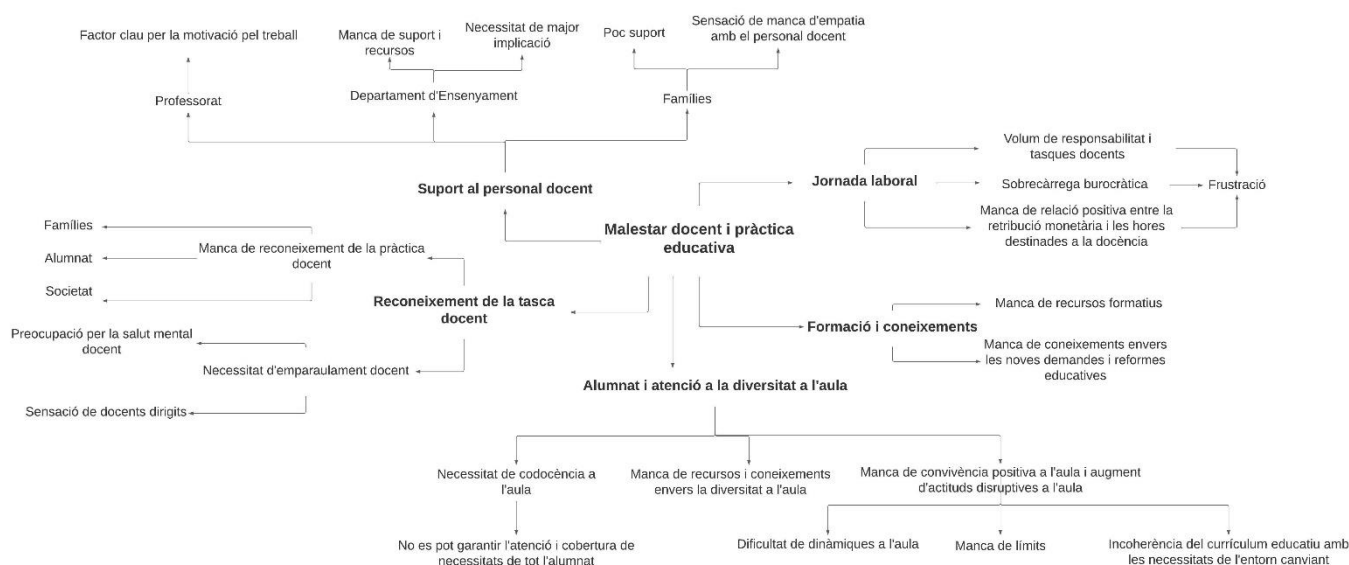 Factor clau per la motivació pel treball
Manca de suport i
recursos
Necessitat de major
implicació
Poc suport
Sensació de manca d'empatia
amb el personal docent
Professorat
Departament d'Ensenyament
Famílies
Suport al personal docent
Jornada laboral
Volum de responsabilitat i
tasques docents
Sobrecàrrega burocràtica
Manca de relació positiva entre la
retribució monetària i les hores
destinades a la docència
Frustració
Malestar docent i pràctica
educativa
Famílies
Alumnat
Societat
Manca de reconeixement de la pràctica
docent
Reconeixement de la tasca
docent
Preocupació per la salut mental
docent
Necessitat d'emparaulament docent
Sensació de docents dirigits
Formació i coneixements
Manca de recursos formatius
Manca de coneixements envers
les noves demandes i reformes
educatives
Alumnat i atenció a la diversitat a l'aula
Necessitat de codocència a
l'aula
Manca de recursos i coneixements
envers la diversitat a l'aula
Manca de convivència positiva a l'aula i augment
d'actituds disruptives a l'aula
No es pot garantir l'atenció i cobertura de
necessitats de tot l'alumnat
Dificultat de dinàmiques a l'aula
Manca de límits
Incoherència del currículum educatiu amb
les necessitats de l'entorn canviant